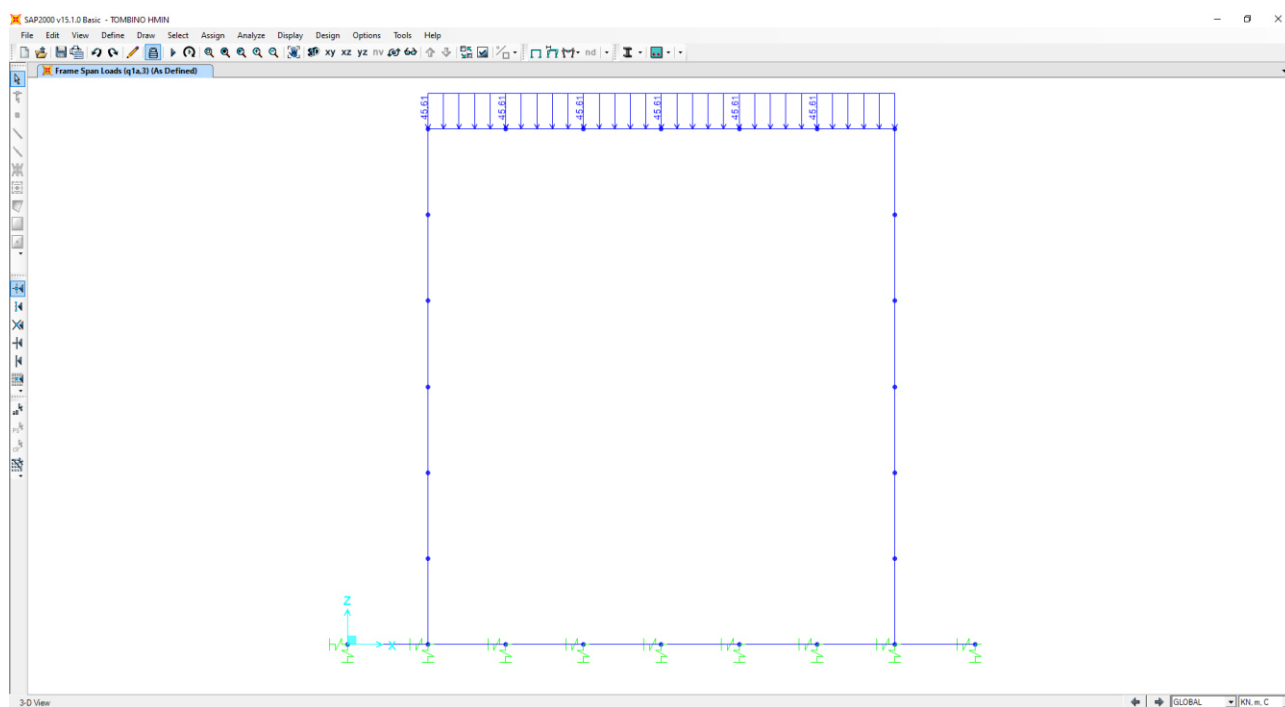 SAP2000 v15.1.0 Basic - TOMBINO HMIN
File Edit View Define Draw Select Assign Analyze Display Design Options Tools Help
xy xz yz nv nd
Frame Span Loads (q1a,3) (As Defined)
45.61 45.61 45.61 45.61 45.61 45.61
Z
X
3-D View GLOBAL KN, m, C